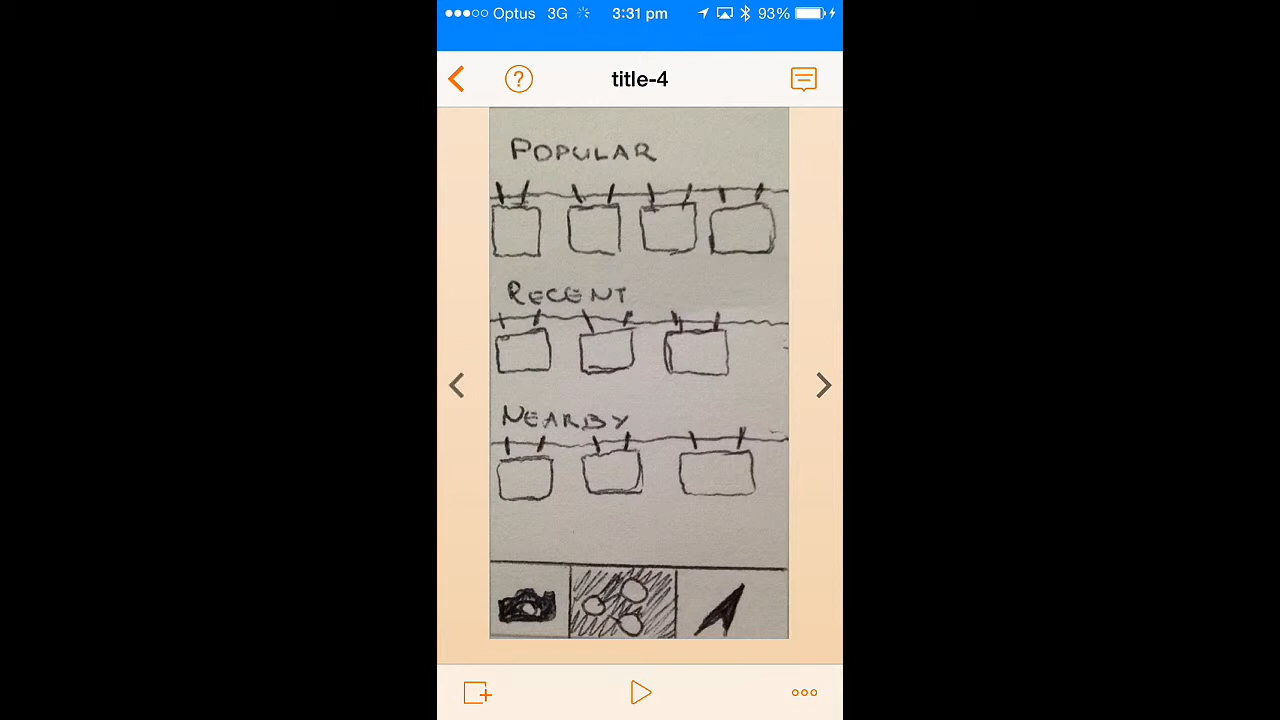 Optus 3G 3:31 pm 93%
? title-4
POPULAR
RECENT
NEARBY